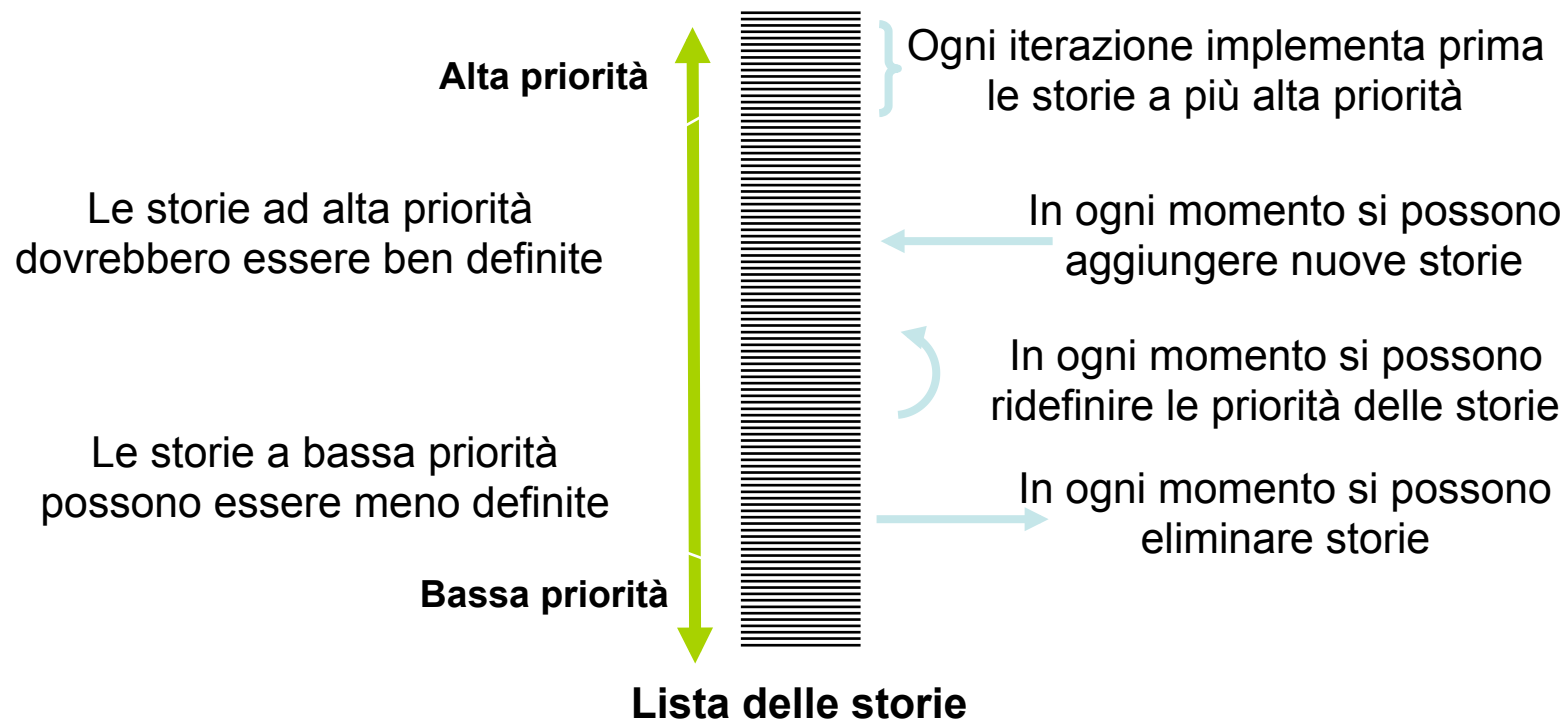 Alta priorità
Ogni iterazione implementa prima
le storie a più alta priorità
Le storie ad alta priorità
dovrebbero essere ben definite
In ogni momento si possono
aggiungere nuove storie
In ogni momento si possono
ridefinire le priorità delle storie
Le storie a bassa priorità
possono essere meno definite
In ogni momento si possono
eliminare storie
Bassa priorità
Lista delle storie